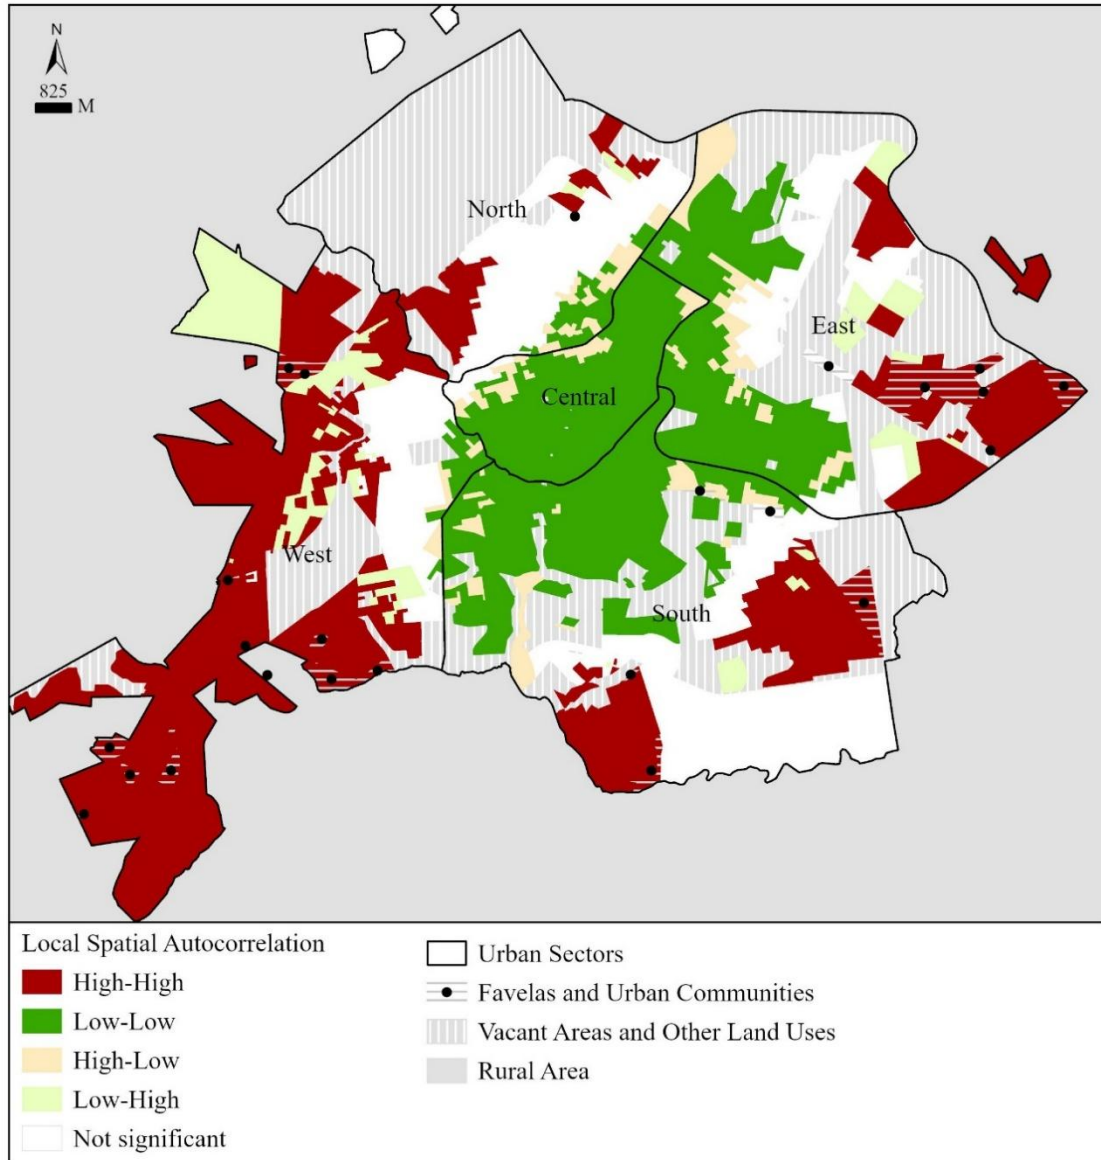 N
825
M
North
East
Central
West
South
Local Spatial Autocorrelation
High-High
Low-Low
High-Low
Low-High
Not significant
Urban Sectors
Favelas and Urban Communities
Vacant Areas and Other Land Uses
Rural Area